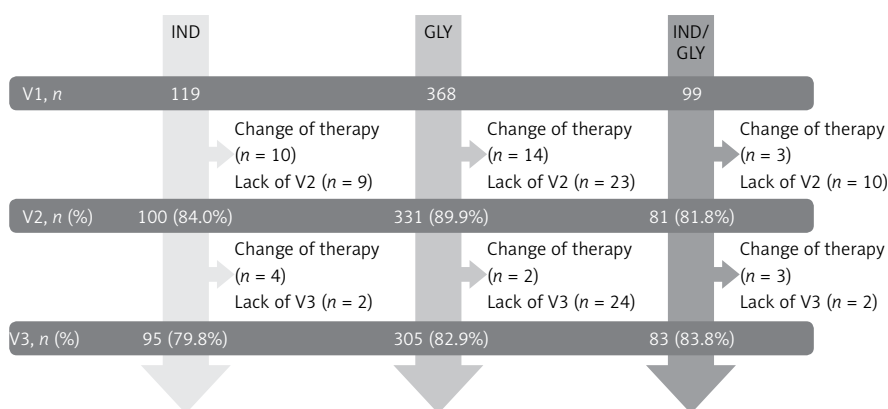 IND GLY IND/
GLY
V1, n 119 368 99
Change of therapy Change of therapy Change of therapy
(n = 10) (n = 14) (n = 3)
Lack of V2 (n = 9) Lack of V2 (n = 23) Lack of V2 (n = 10)
V2, n (%) 100 (84.0%) 331 (89.9%) 81 (81.8%)
Change of therapy Change of therapy Change of therapy
(n = 4) (n = 2) (n = 3)
Lack of V3 (n = 2) Lack of V3 (n = 24) Lack of V3 (n = 2)
V3, n (%) 95 (79.8%) 305 (82.9%) 83 (83.8%)